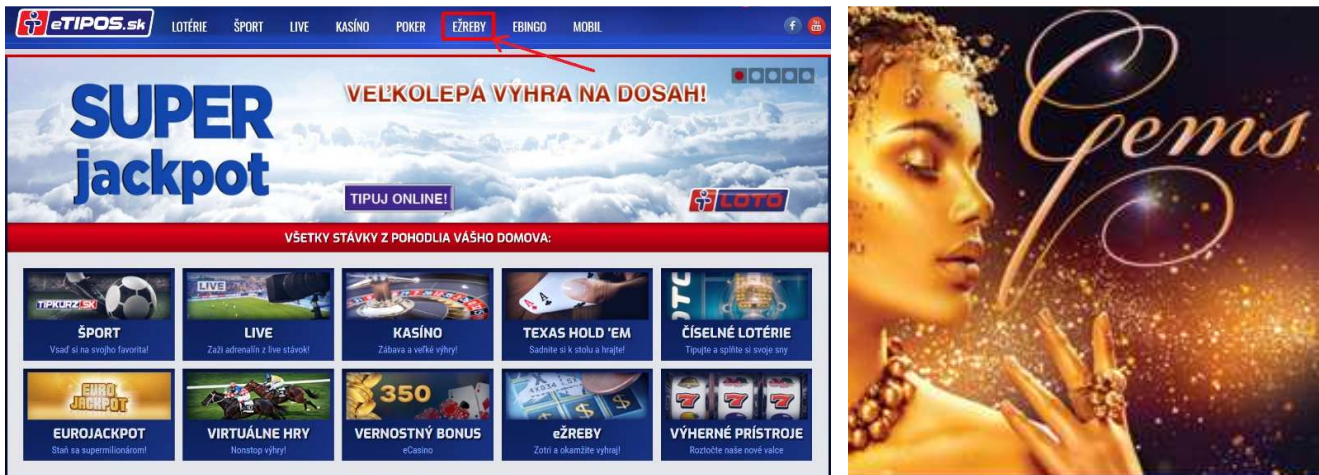 eTIPOS.sk LOTÉRIE ŠPORT LIVE KASÍNO POKER EŽREBY EBINGO MOBIL
SUPER
jackpot
VEĽKOLEPÁ VÝHRA NA DOSAH!
TIPUJ ONLINE!
LOTO
VŠETKY STÁVKY Z POHODLIA VÁŠHO DOMOVA:
TIPKURZ.SK
ŠPORT
Vsaď si na svojho favorita!
LIVE
LIVE
Zaži adrenalín z live stávok!
KASÍNO
Zábava a veľké výhry!
TEXAS HOLD 'EM
Sadnite si k stolu a hrajte!
ČÍSELNÉ LOTÉRIE
Tipujte a splňte si svoje sny
EURO
JACKPOT
EUROJACKPOT
Staň sa supermilionárom!
VIRTUÁLNE HRY
Nonstop výhry!
350
VERNOSTNÝ BONUS
eCasino
eŽREBY
Zotri a okamžite vyhraj!
7 7 7
VÝHERNÉ PRÍSTROJE
Roztočte naše nové valce
Gems